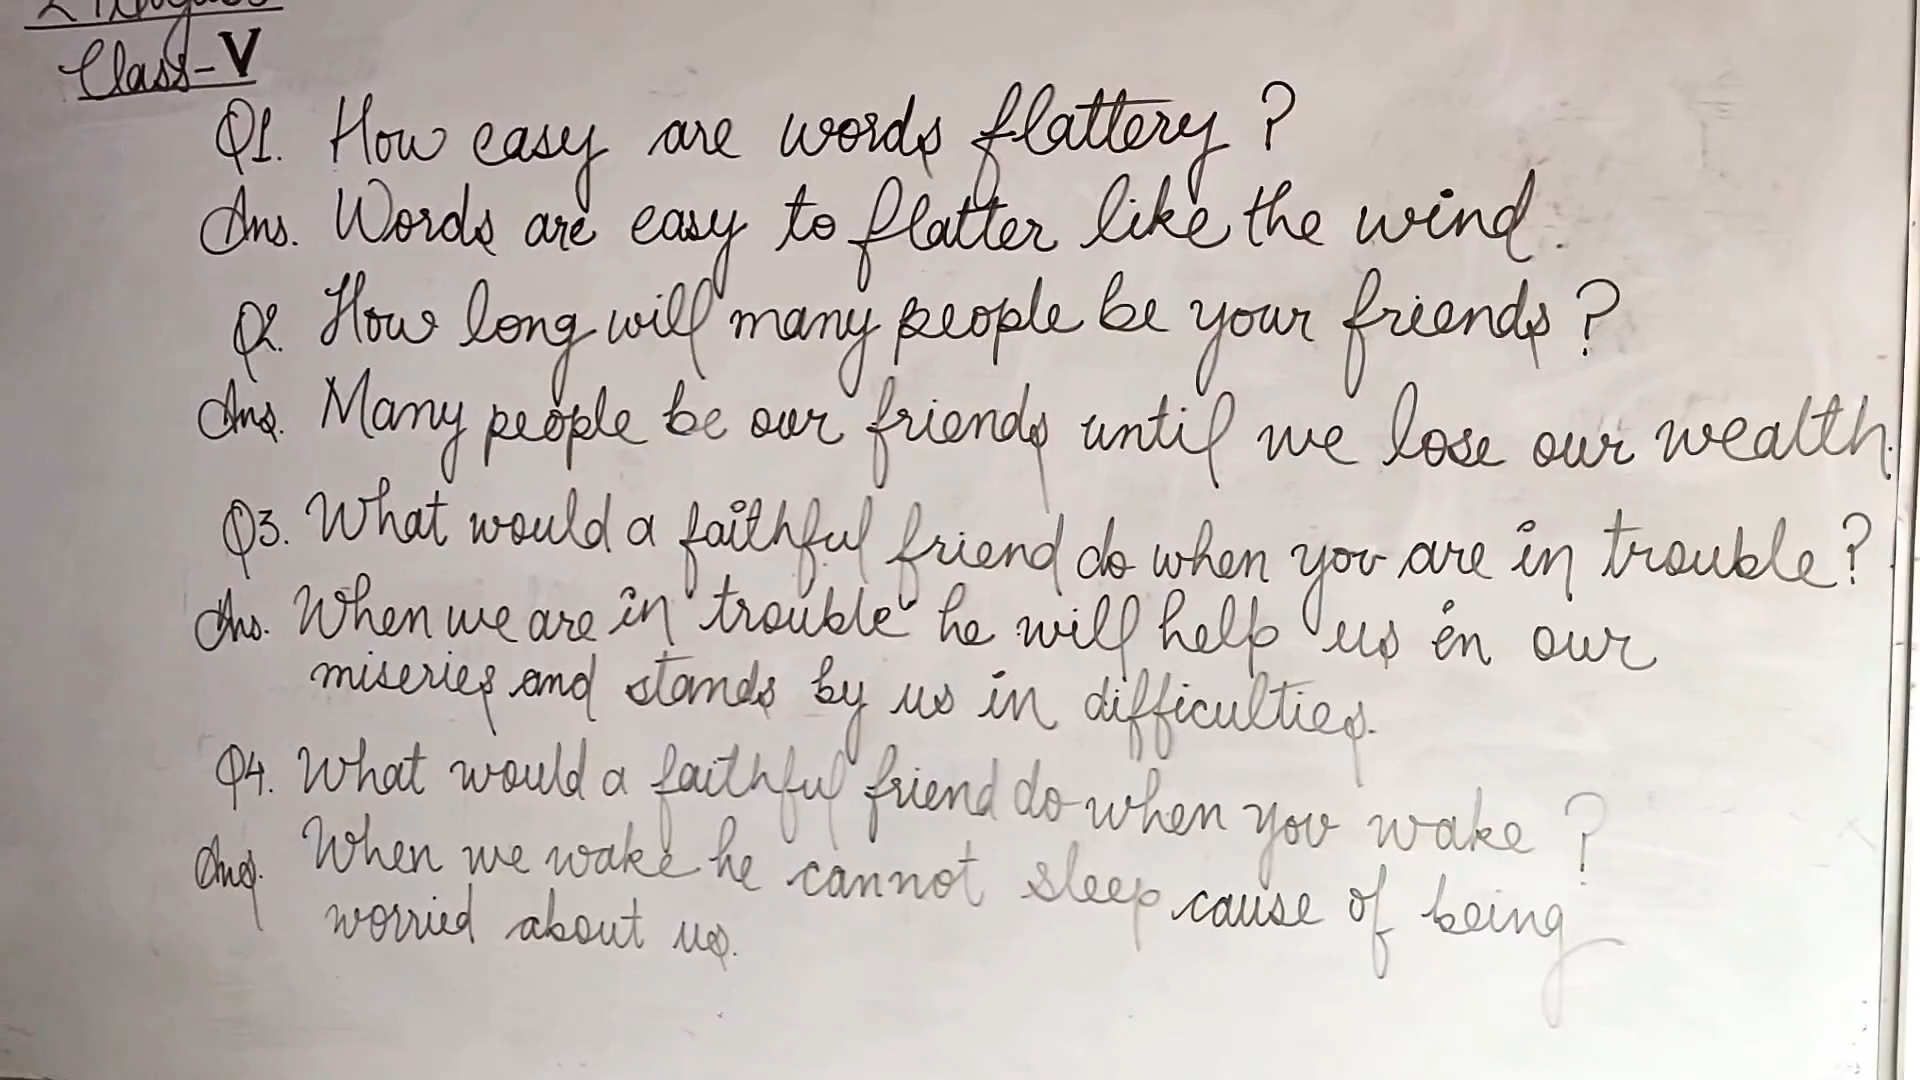 Class-V
Q1. How easy are words flattery?
Ans. Words are easy to flatter like the wind.
Q2. How long will many people be your friends?
Ans. Many people be our friends until we lose our wealth.
Q3. What would a faithful friend do when you are in trouble?
Ans. When we are in trouble he will help us in our
miseries and stands by us in difficulties.
Q4. What would a faithful friend do when you wake?
Ans. When we wake he cannot sleep cause of being
worried about us.